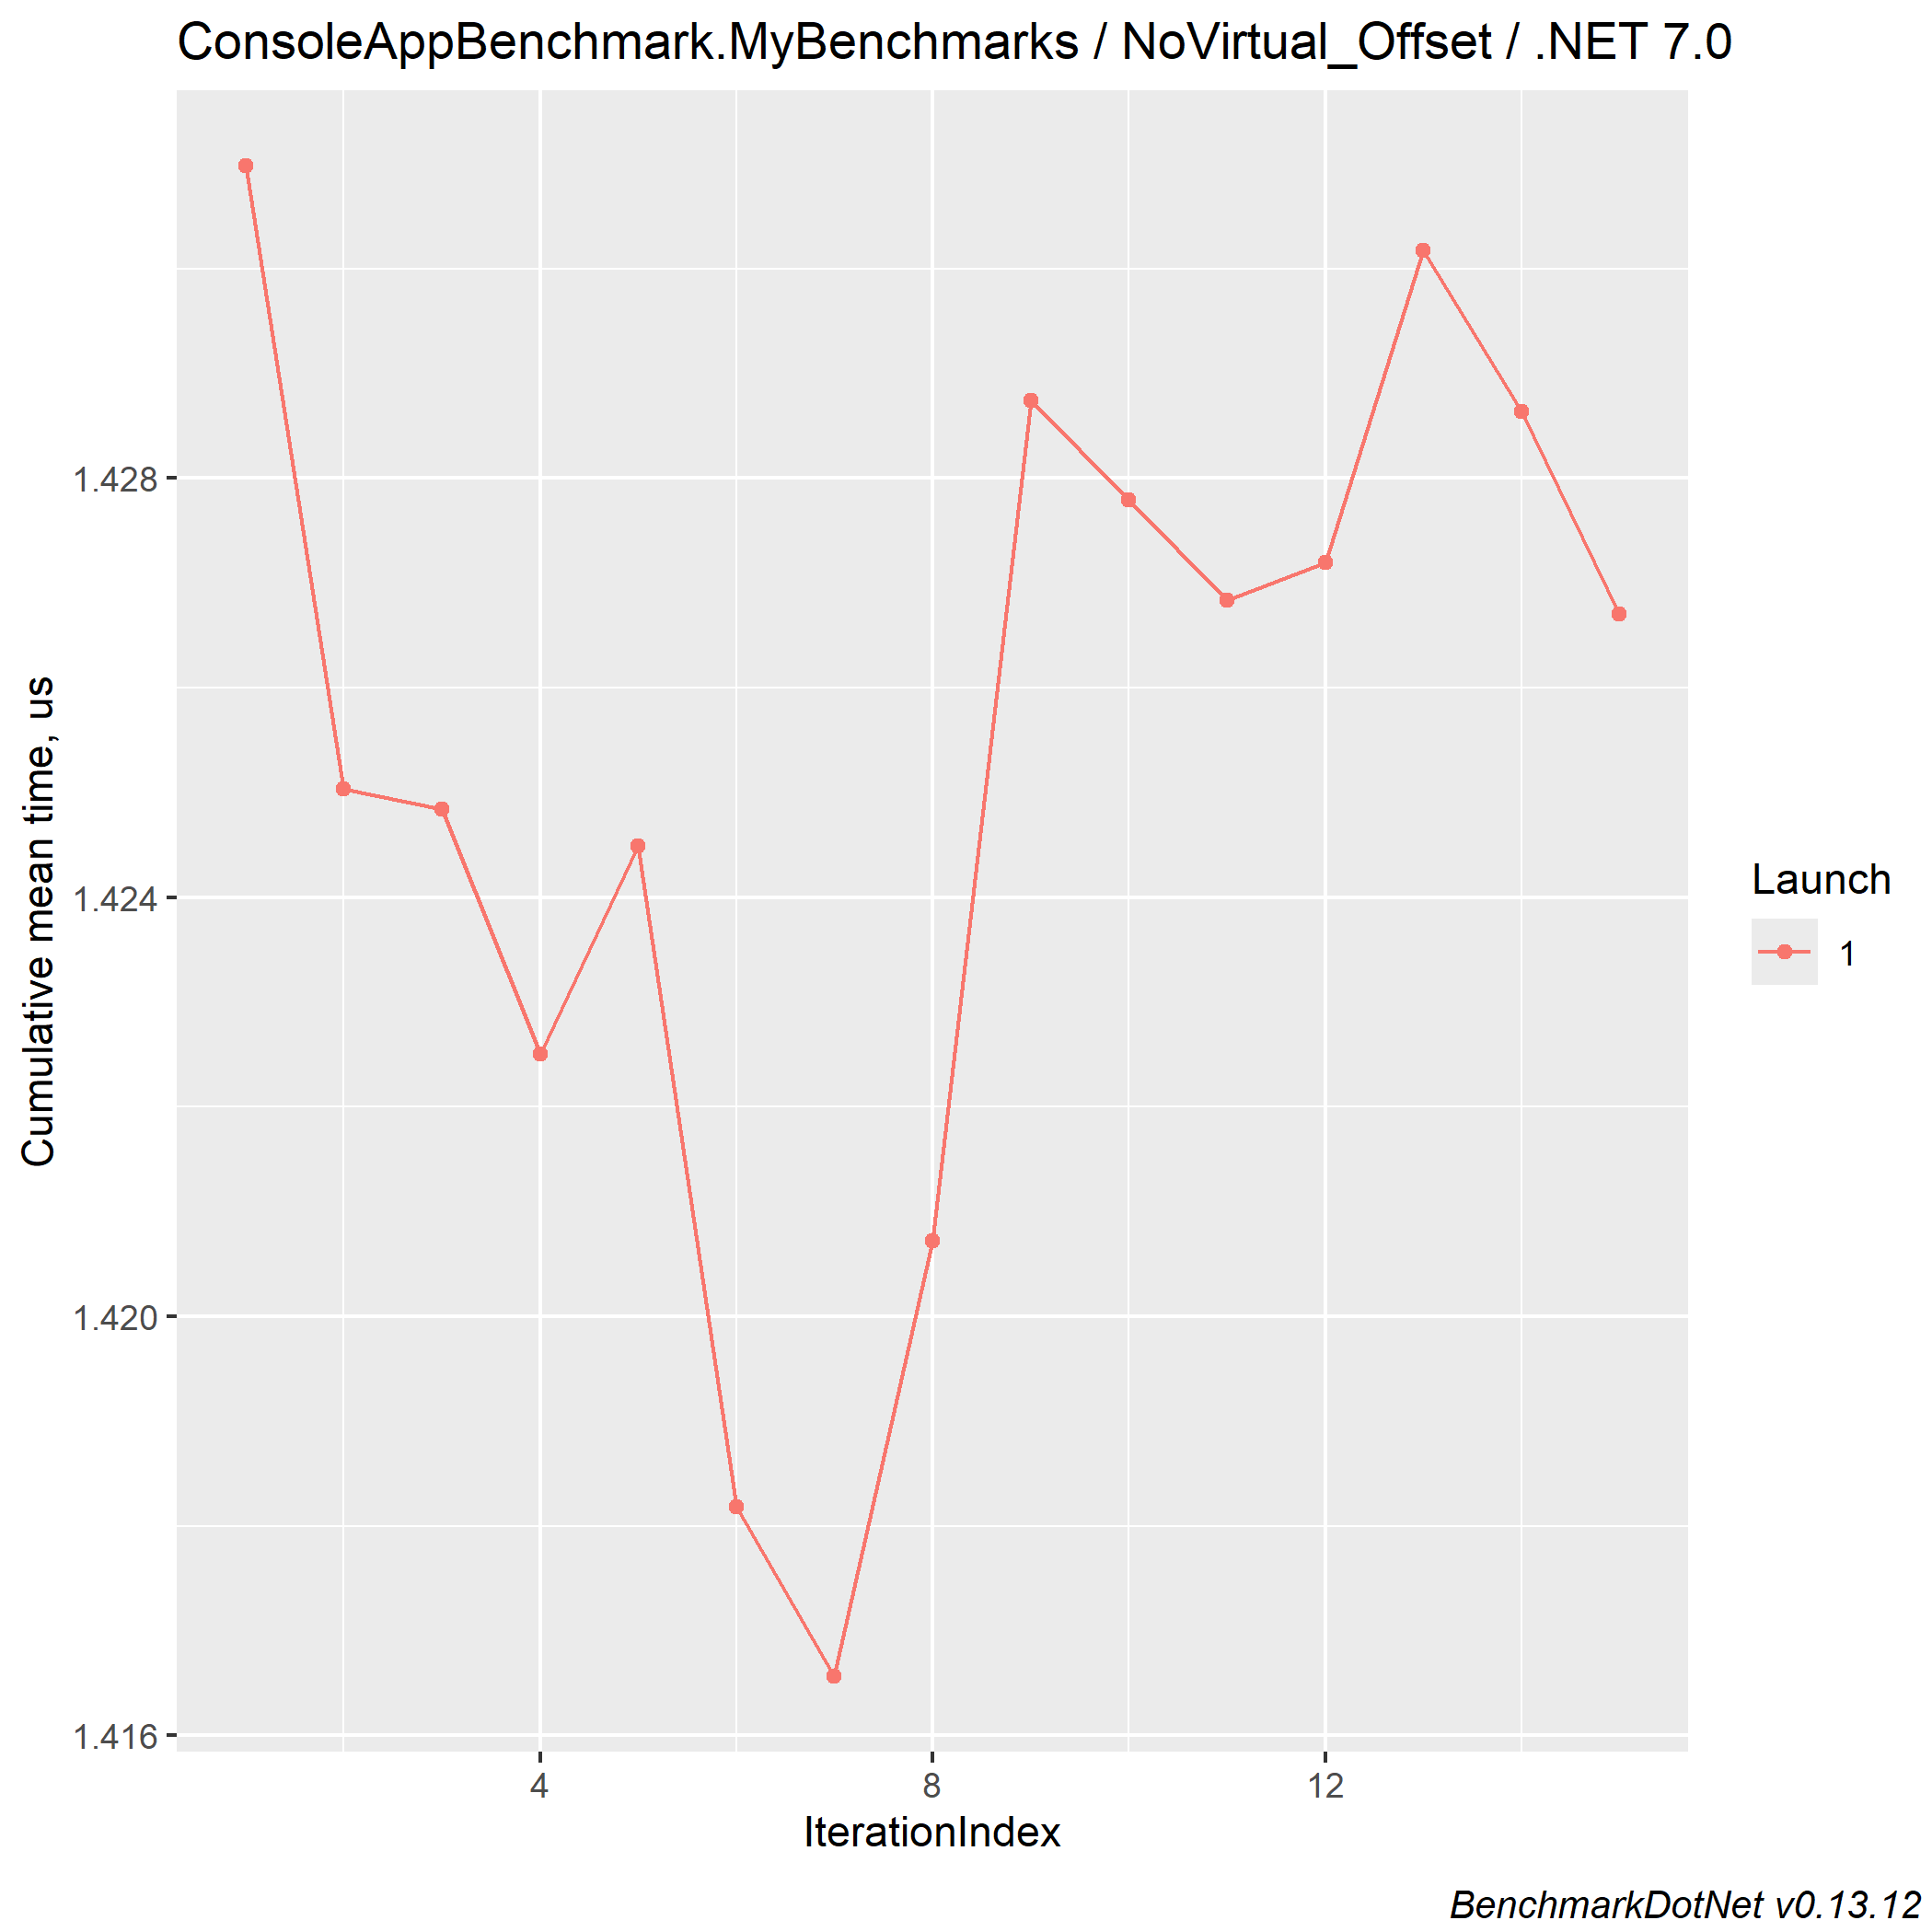 ConsoleAppBenchmark.MyBenchmarks / NoVirtual_Offset / .NET 7.0
Cumulative mean time, us
1.428
1.424
1.420
1.416
4
8
12
IterationIndex
Launch
1
BenchmarkDotNet v0.13.12